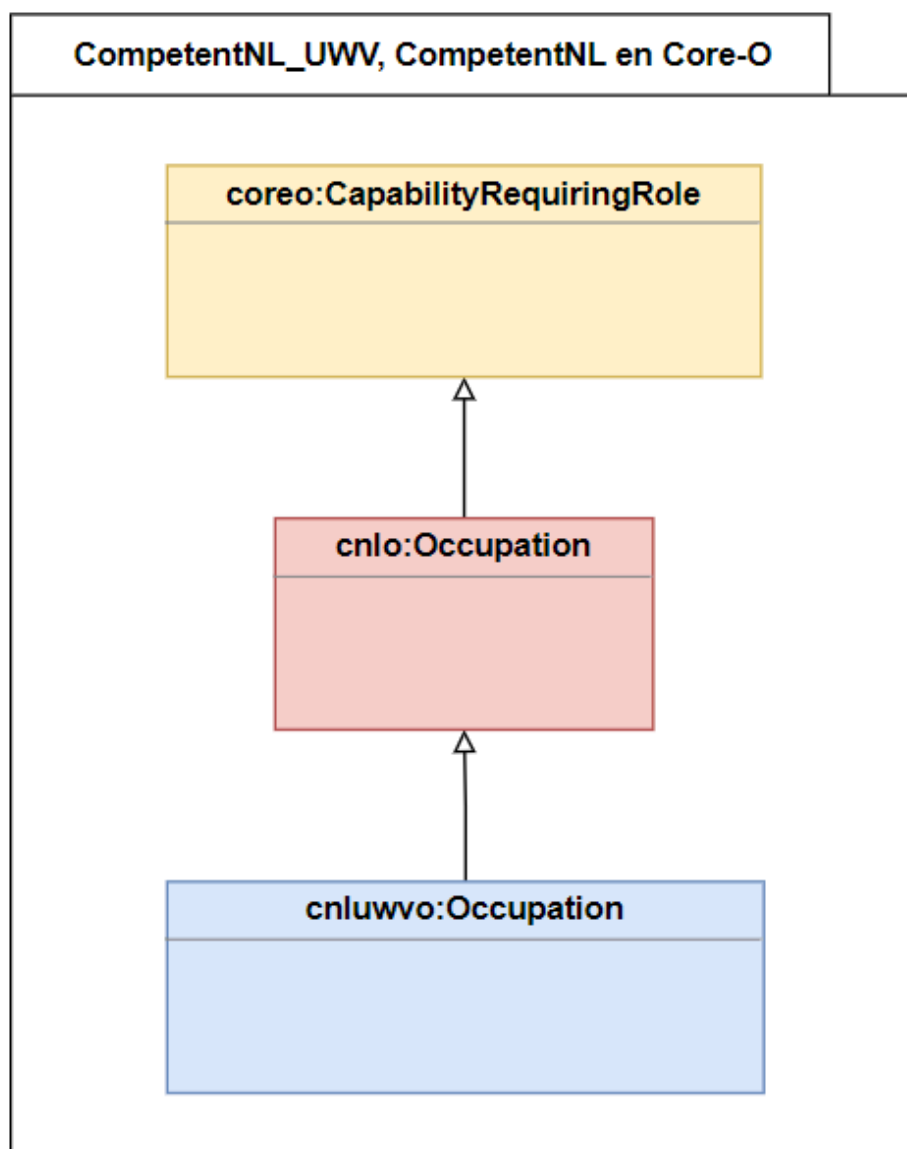 CompetentNL_UWV, CompetentNL en Core-O
coreo:CapabilityRequiringRole
cnlo:Occupation
cnluwvo:Occupation